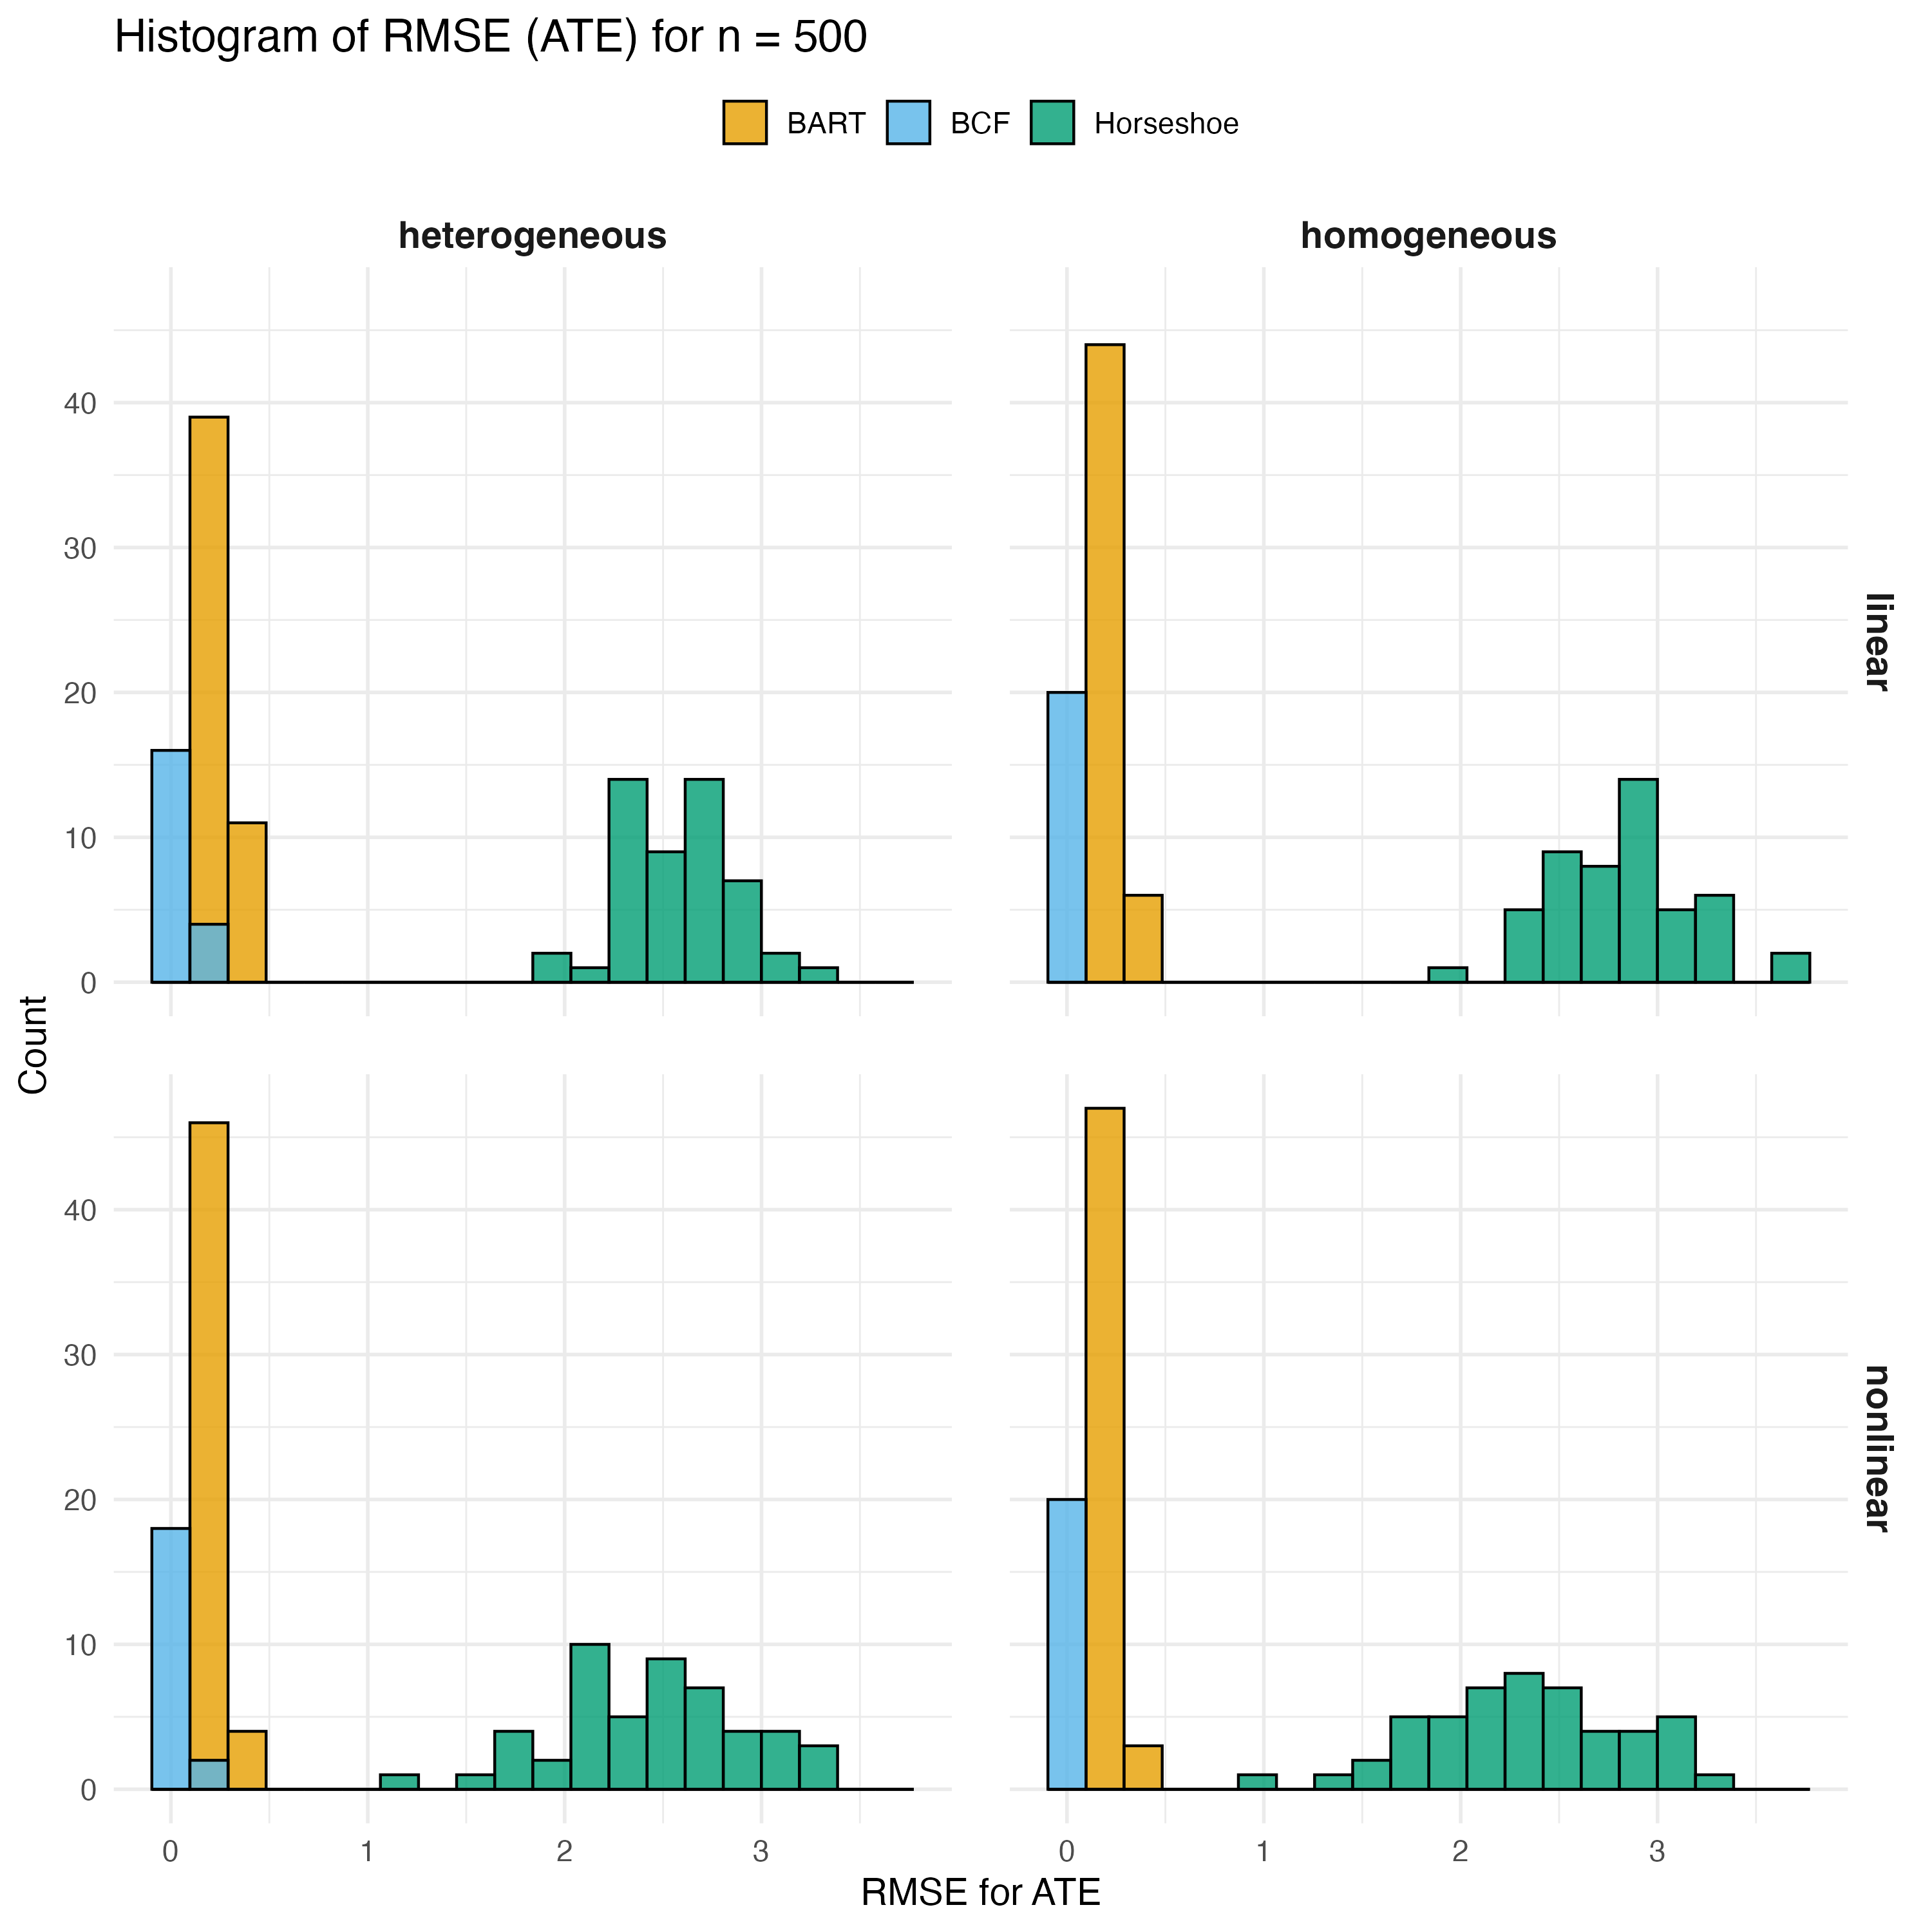 Histogram of RMSE (ATE) for n = 500
BART BCF Horseshoe
heterogeneous homogeneous
40
30
20
10
0
linear
Count
40
30
20
10
0
nonlinear
0 1 2 3 0 1 2 3
RMSE for ATE